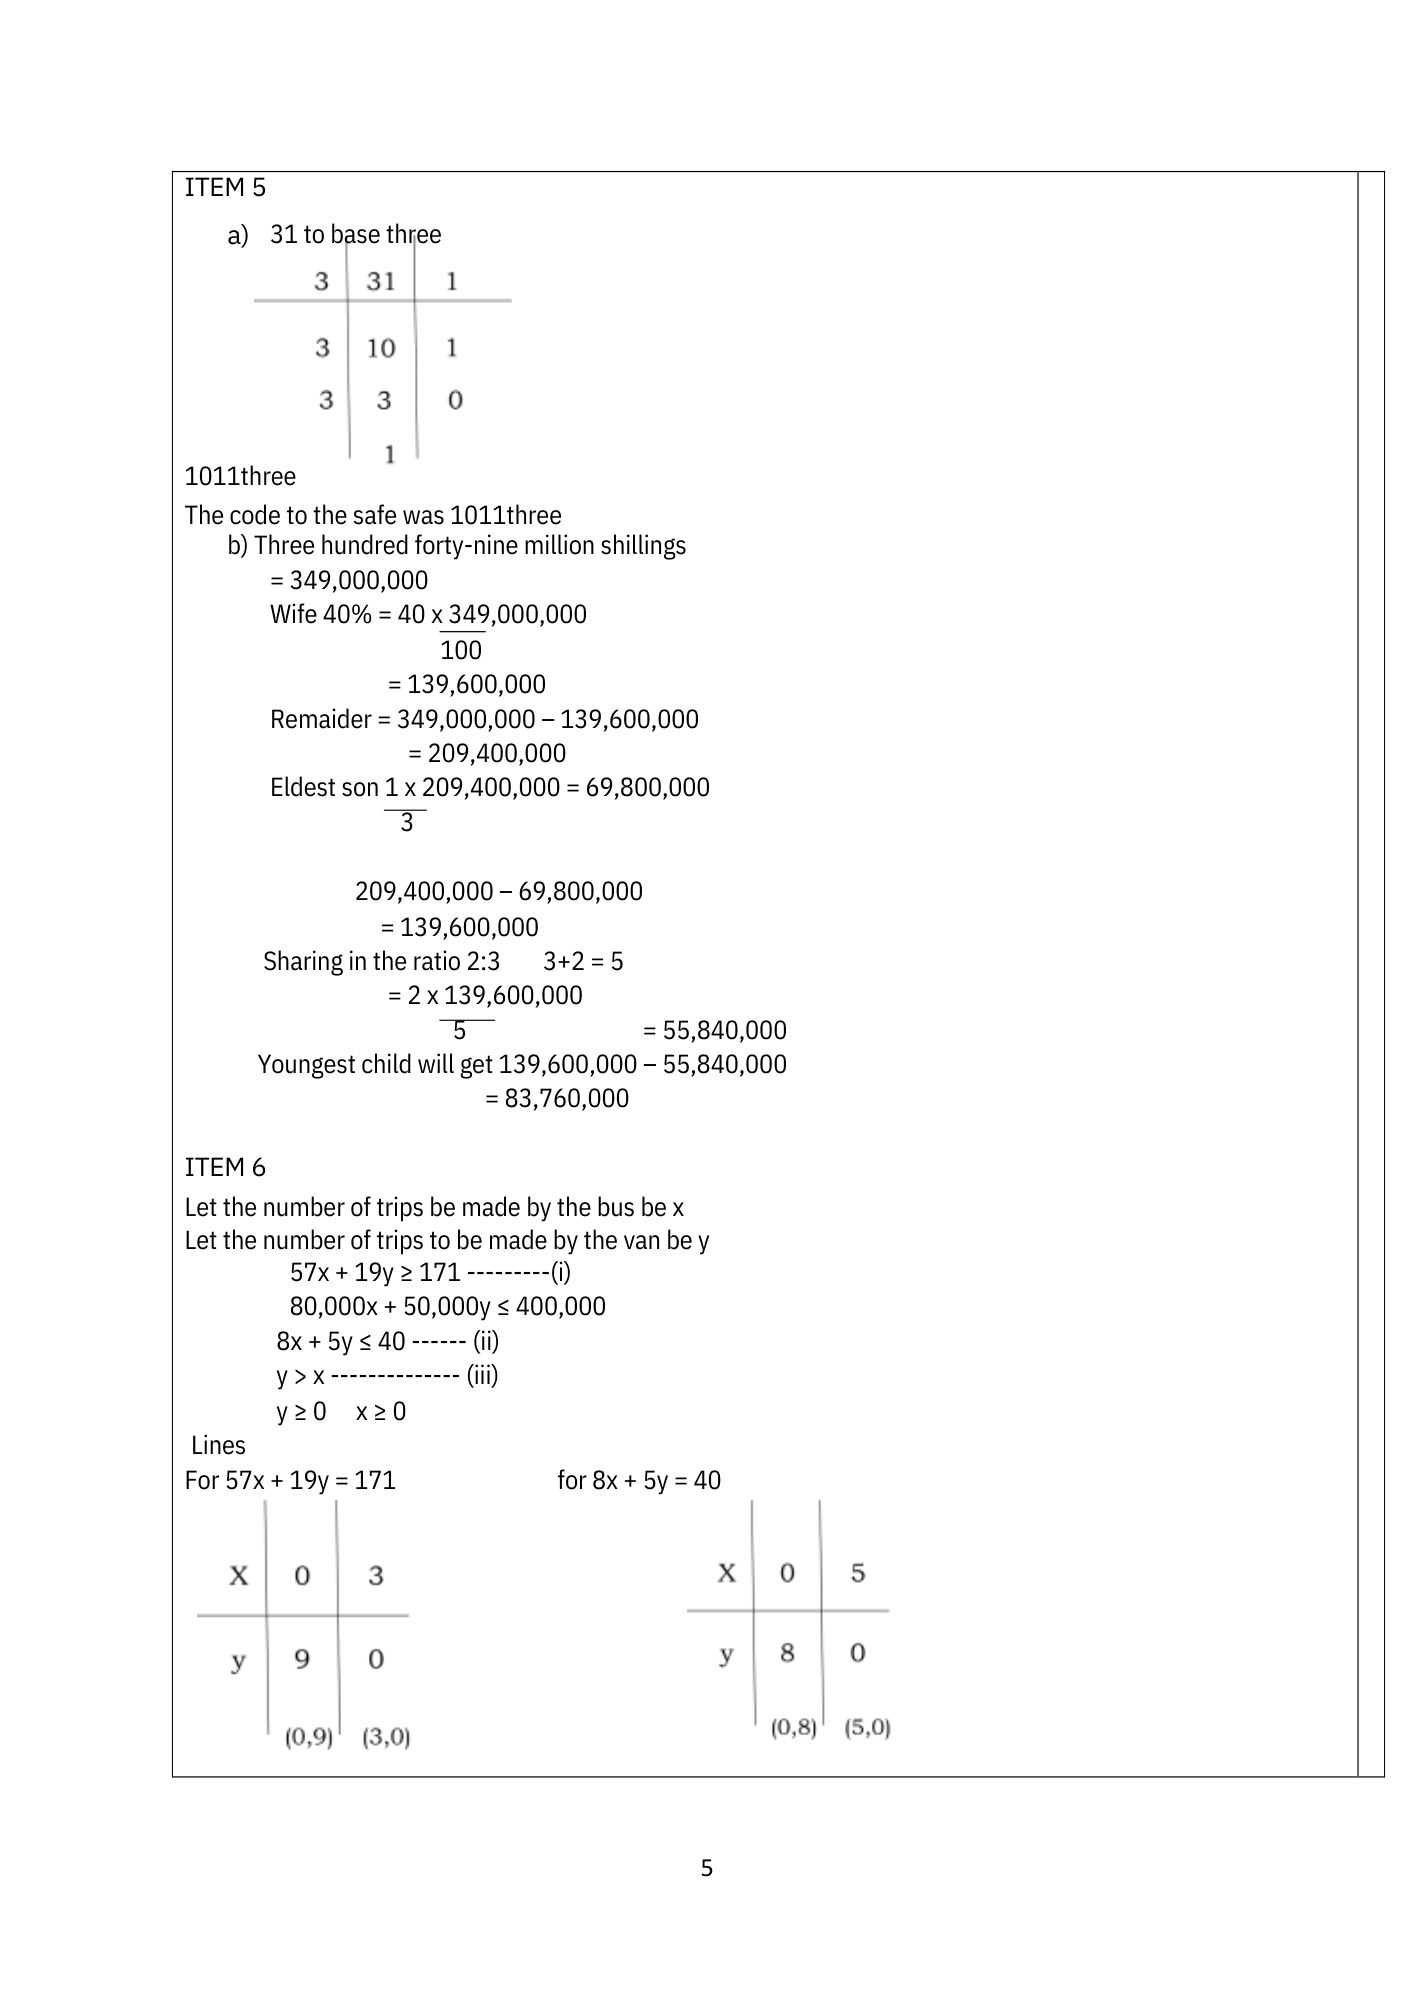 ITEM 5
a) 31 to base three
3 31 1
3 10 1
3 3 0
1
1011three
The code to the safe was 1011three
b) Three hundred forty-nine million shillings
= 349,000,000
Wife 40% = 40 x 349,000,000
100
= 139,600,000
Remaider = 349,000,000 – 139,600,000
= 209,400,000
Eldest son 1 x 209,400,000 = 69,800,000
3
209,400,000 – 69,800,000
= 139,600,000
Sharing in the ratio 2:3 3+2 = 5
= 2 x 139,600,000
5 = 55,840,000
Youngest child will get 139,600,000 – 55,840,000
= 83,760,000
ITEM 6
Let the number of trips be made by the bus be x
Let the number of trips to be made by the van be y
57x + 19y ≥ 171 ---------(i)
80,000x + 50,000y ≤ 400,000
8x + 5y ≤ 40 ------ (ii)
y > x -------------- (iii)
y ≥ 0 x ≥ 0
Lines
For 57x + 19y = 171 for 8x + 5y = 40
X 0 3 X 0 5
y 9 0 y 8 0
(0,9) (3,0) (0,8) (5,0)
5